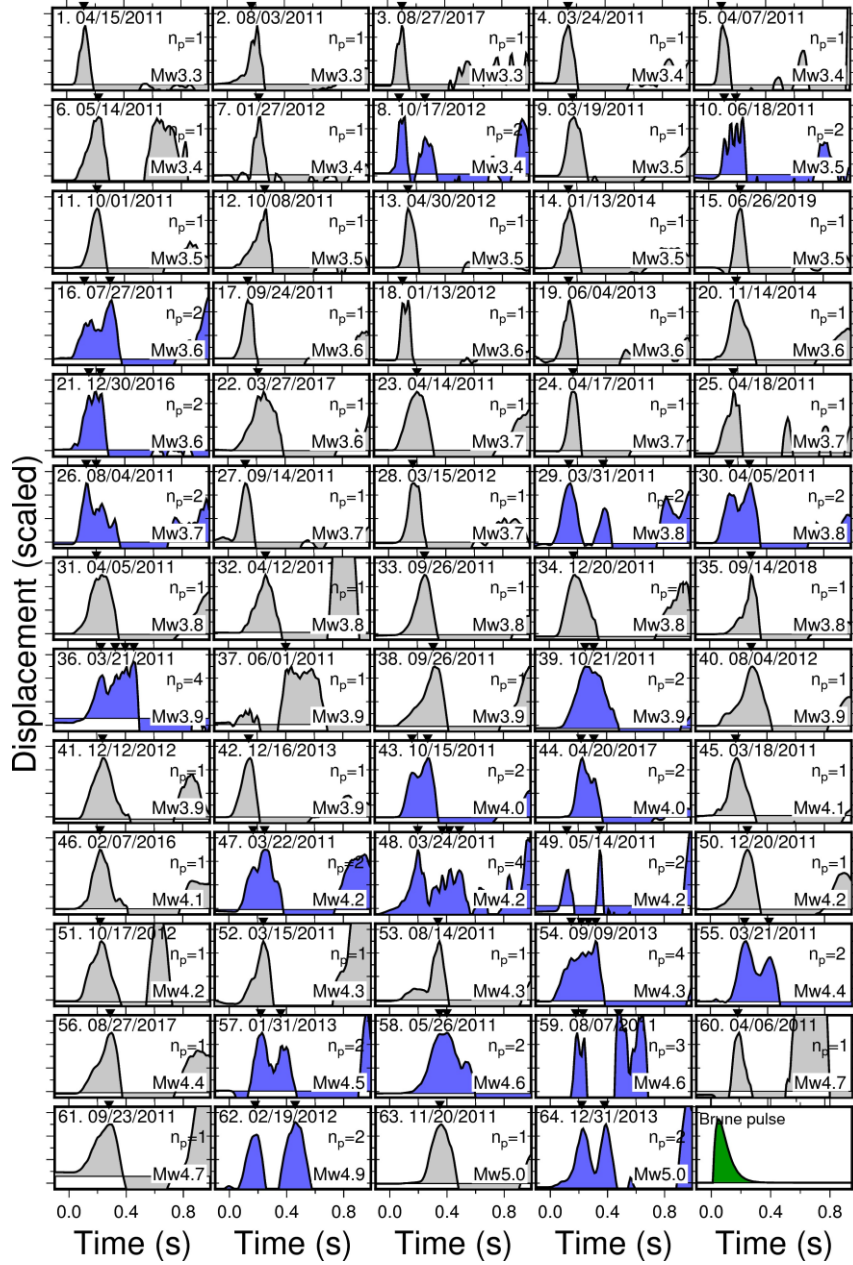 1. 04/15/2011
n_p=1
Mw3.3
2. 08/03/2011
n_p=1
Mw3.3
3. 08/27/2017
n_p=1
Mw3.3
4. 03/24/2011
n_p=1
Mw3.4
5. 04/07/2011
n_p=1
Mw3.4
6. 05/14/2011
n_p=1
Mw3.4
7. 01/27/2012
n_p=1
Mw3.4
8. 10/17/2012
n_p=2
Mw3.4
9. 03/19/2011
n_p=1
Mw3.5
10. 06/18/2011
n_p=2
Mw3.5
11. 10/01/2011
n_p=1
Mw3.5
12. 10/08/2011
n_p=1
Mw3.5
13. 04/30/2012
n_p=1
Mw3.5
14. 01/13/2014
n_p=1
Mw3.5
15. 06/26/2019
n_p=1
Mw3.5
16. 07/27/2011
n_p=2
Mw3.6
17. 09/24/2011
n_p=1
Mw3.6
18. 01/13/2012
n_p=1
Mw3.6
19. 06/04/2013
n_p=1
Mw3.6
20. 11/14/2014
n_p=1
Mw3.6
21. 12/30/2016
n_p=2
Mw3.6
22. 03/27/2017
n_p=1
Mw3.6
23. 04/14/2011
n_p=1
Mw3.7
24. 04/17/2011
n_p=1
Mw3.7
25. 04/18/2011
n_p=1
Mw3.7
26. 08/04/2011
n_p=2
Mw3.7
27. 09/14/2011
n_p=1
Mw3.7
28. 03/15/2012
n_p=1
Mw3.7
29. 03/31/2011
n_p=2
Mw3.8
30. 04/05/2011
n_p=2
Mw3.8
31. 04/05/2011
n_p=1
Mw3.8
32. 04/12/2011
n_p=1
Mw3.8
33. 09/26/2011
n_p=1
Mw3.8
34. 12/20/2011
n_p=1
Mw3.8
35. 09/14/2018
n_p=1
Mw3.8
36. 03/21/2011
n_p=4
Mw3.9
37. 06/01/2011
n_p=1
Mw3.9
38. 09/26/2011
n_p=1
Mw3.9
39. 10/21/2011
n_p=2
Mw3.9
40. 08/04/2012
n_p=1
Mw3.9
41. 12/12/2012
n_p=1
Mw3.9
42. 12/16/2013
n_p=1
Mw3.9
43. 10/15/2011
n_p=2
Mw4.0
44. 04/20/2017
n_p=2
Mw4.0
45. 03/18/2011
n_p=1
Mw4.1
46. 02/07/2016
n_p=1
Mw4.1
47. 03/22/2011
n_p=2
Mw4.2
48. 03/24/2011
n_p=4
Mw4.2
49. 05/14/2011
n_p=2
Mw4.2
50. 12/20/2011
n_p=1
Mw4.2
51. 10/17/2012
n_p=1
Mw4.2
52. 03/15/2011
n_p=1
Mw4.3
53. 08/14/2011
n_p=1
Mw4.3
54. 09/09/2013
n_p=4
Mw4.3
55. 03/21/2011
n_p=2
Mw4.4
56. 08/27/2017
n_p=1
Mw4.4
57. 01/31/2013
n_p=2
Mw4.5
58. 05/26/2011
n_p=2
Mw4.6
59. 08/07/2011
n_p=3
Mw4.6
60. 04/06/2011
n_p=1
Mw4.7
61. 09/23/2011
n_p=1
Mw4.7
62. 02/19/2012
n_p=2
Mw4.9
63. 11/20/2011
n_p=1
Mw5.0
64. 12/31/2013
n_p=2
Mw5.0
Brune pulse
Displacement (scaled)
0.0 0.4 0.8
0.0 0.4 0.8
0.0 0.4 0.8
0.0 0.4 0.8
0.0 0.4 0.8
Time (s)
Time (s)
Time (s)
Time (s)
Time (s)